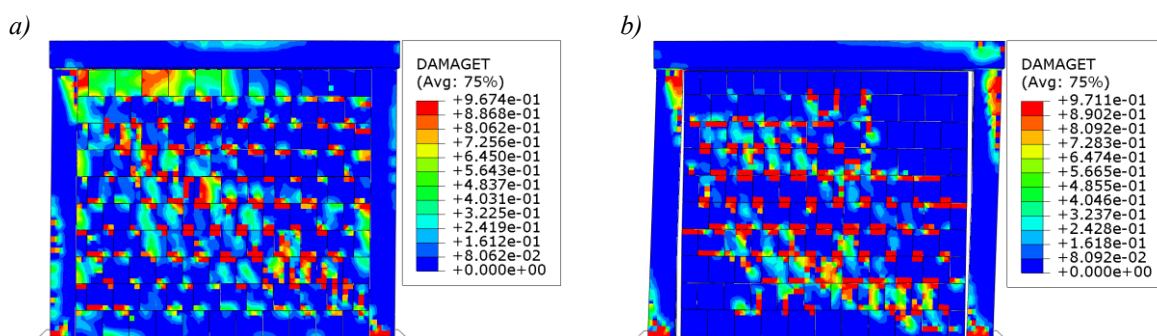 a)
DAMAGET
(Avg: 75%)
+9.674e-01
+8.868e-01
+8.062e-01
+7.256e-01
+6.450e-01
+5.643e-01
+4.837e-01
+4.031e-01
+3.225e-01
+2.419e-01
+1.612e-01
+8.062e-02
+0.000e+00
b)
DAMAGET
(Avg: 75%)
+9.711e-01
+8.902e-01
+8.092e-01
+7.283e-01
+6.474e-01
+5.665e-01
+4.855e-01
+4.046e-01
+3.237e-01
+2.428e-01
+1.618e-01
+8.092e-02
+0.000e+00